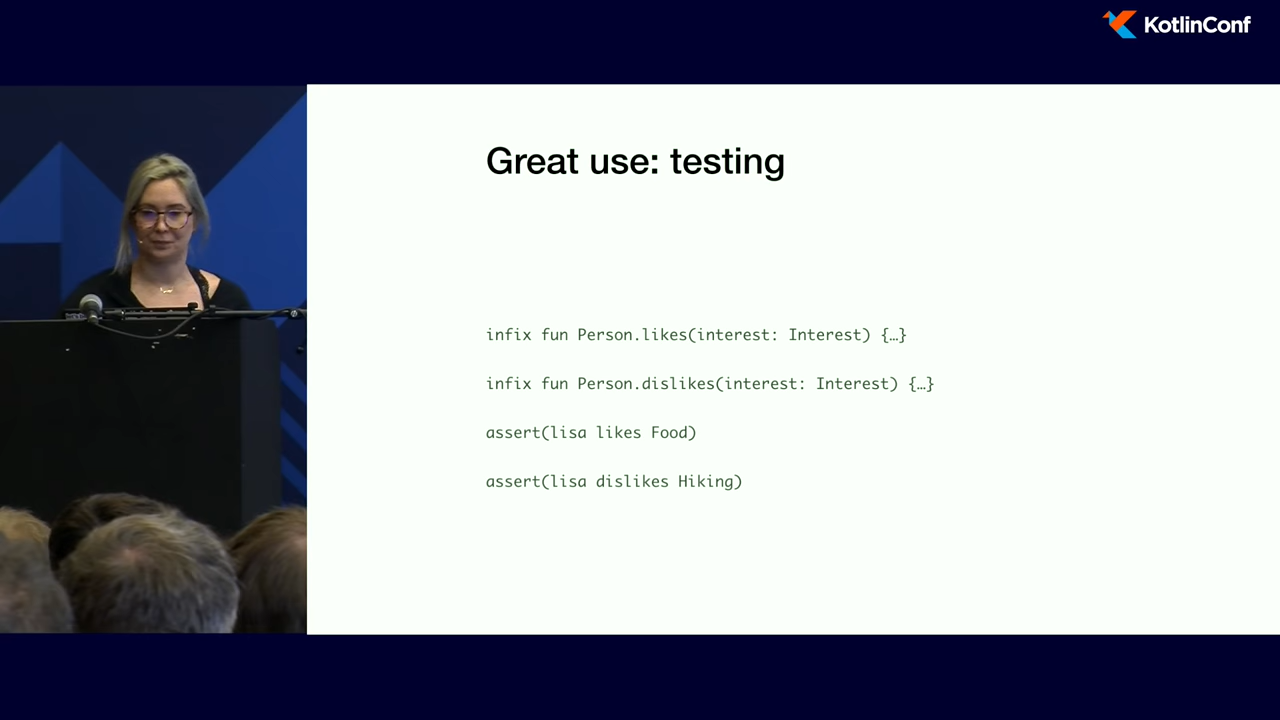 KotlinConf
Great use: testing
infix fun Person.likes(interest: Interest) {…}
infix fun Person.dislikes(interest: Interest) {…}
assert(lisa likes Food)
assert(lisa dislikes Hiking)